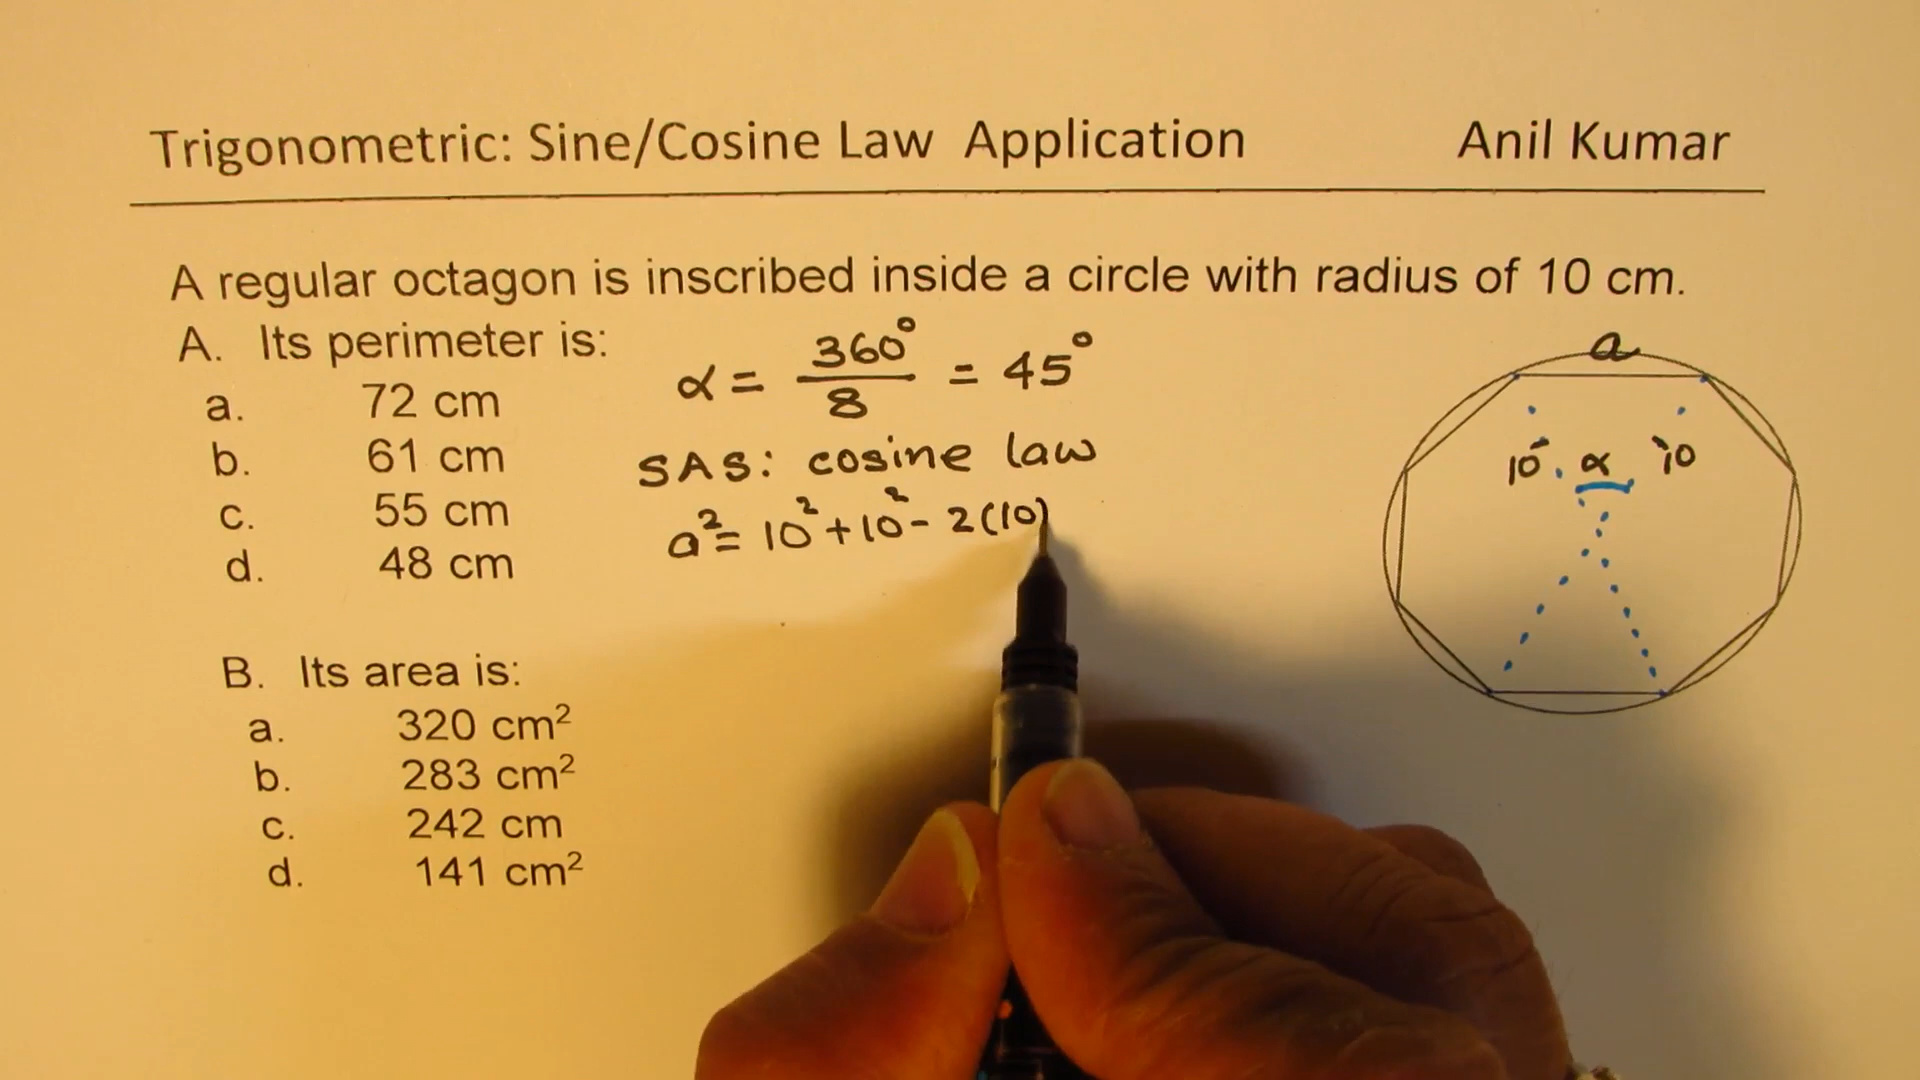 Trigonometric: Sine/Cosine Law Application Anil Kumar
A regular octagon is inscribed inside a circle with radius of 10 cm.
A. Its perimeter is:
a. 72 cm
b. 61 cm
c. 55 cm
d. 48 cm
α = 360°/8 = 45°
SAS: cosine law
a² = 10² + 10² - 2(10)
B. Its area is:
a. 320 cm²
b. 283 cm²
c. 242 cm
d. 141 cm²
a
10 α 10